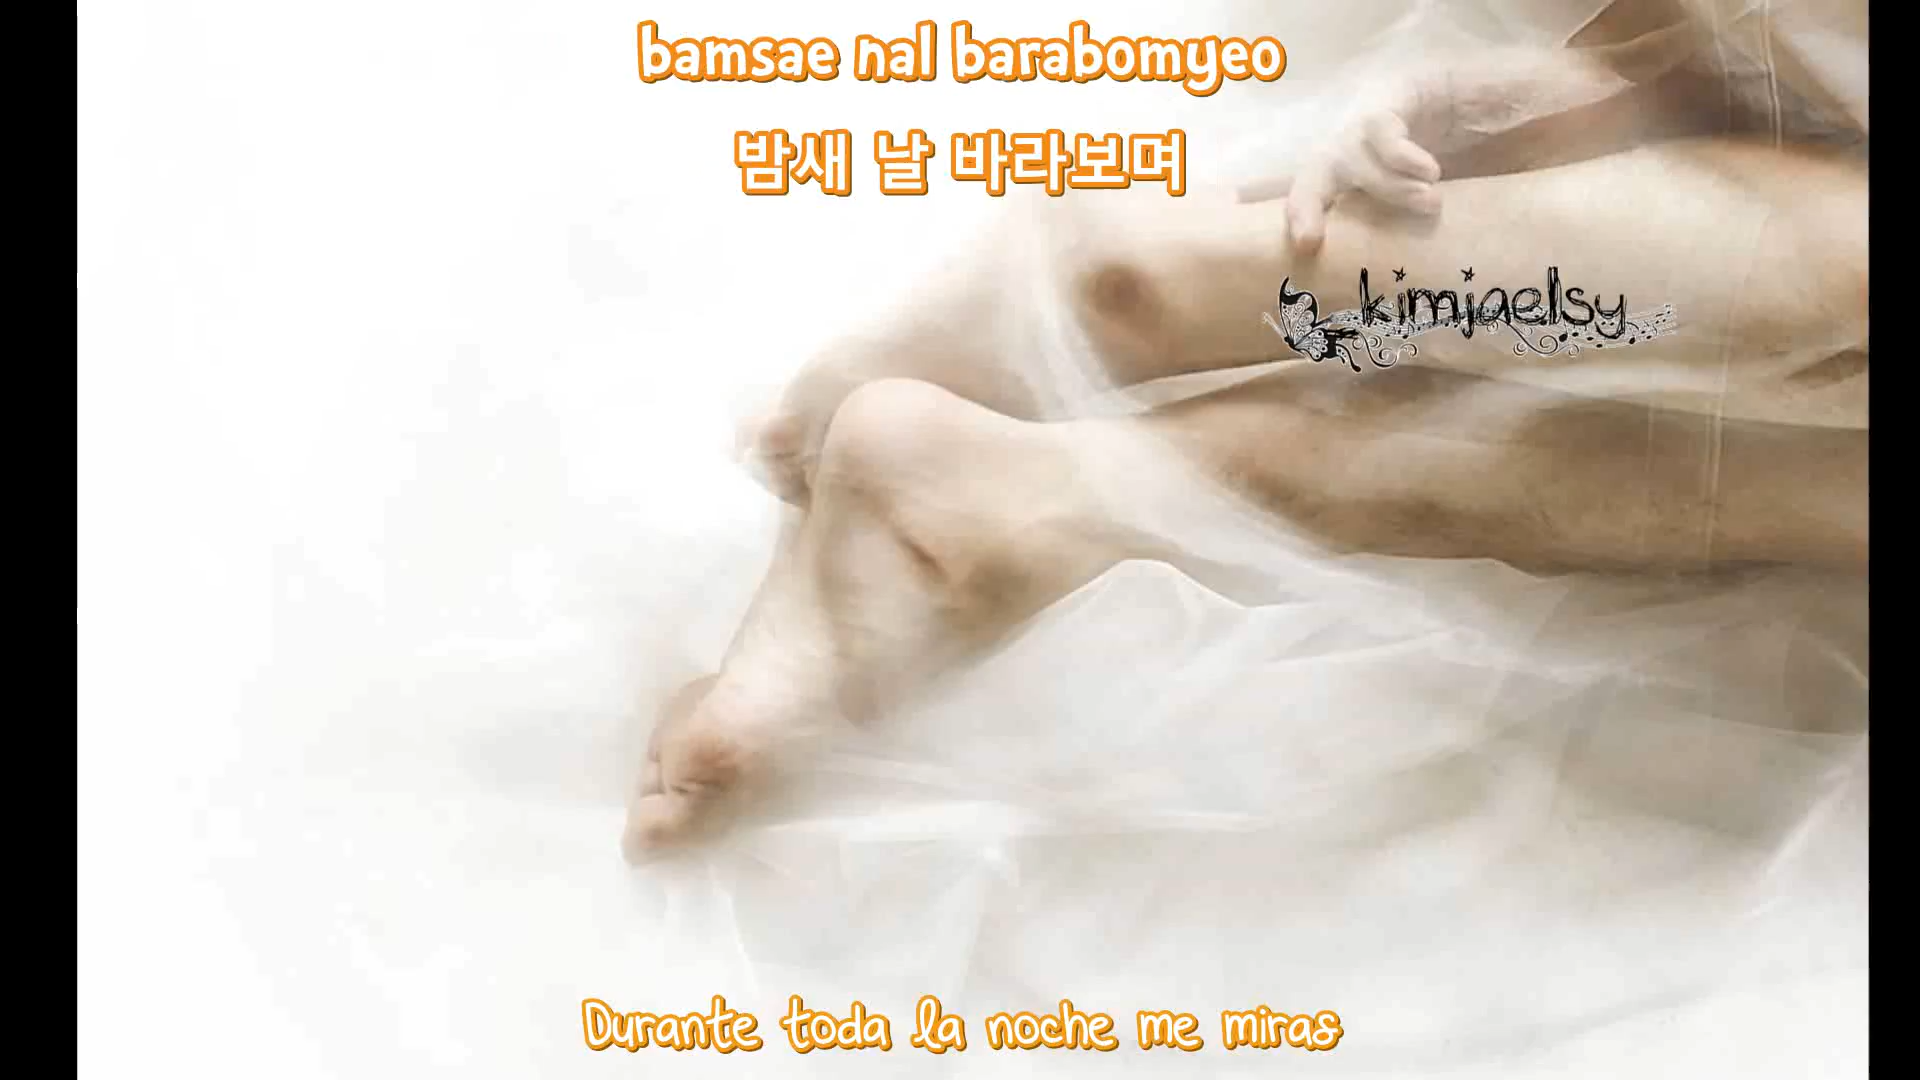 bamsae nal barabomyeo
밤새 날 바라보며
kimjaelsy
Durante toda la noche me miras